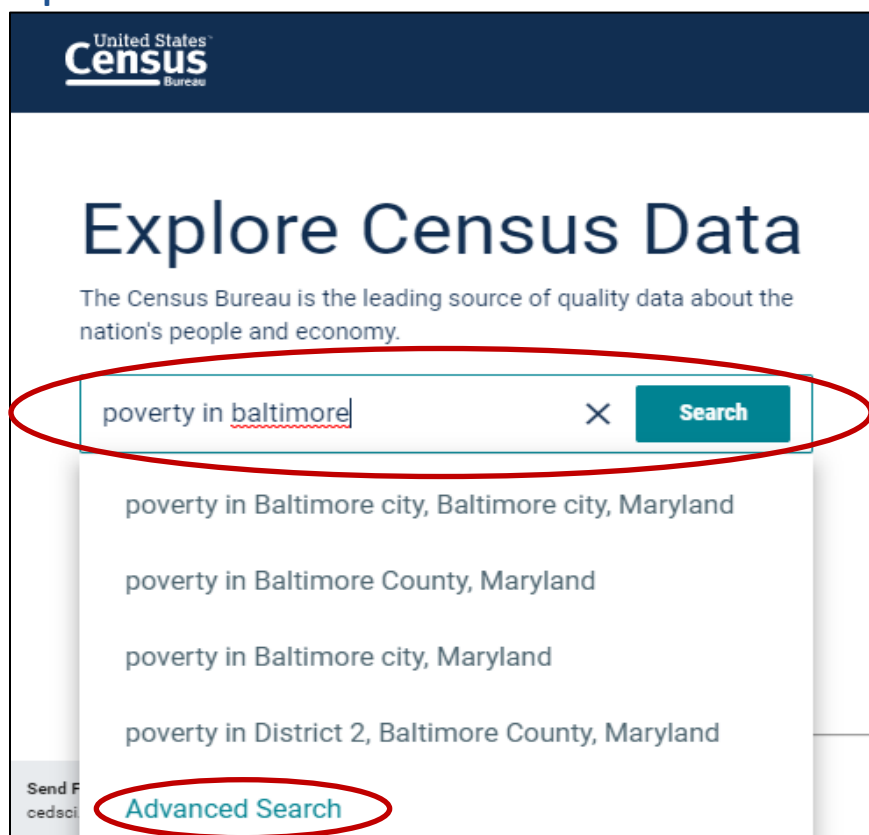 United States
Census
Bureau
Explore Census Data
The Census Bureau is the leading source of quality data about the
nation's people and economy.
poverty in baltimore
Search
poverty in Baltimore city, Baltimore city, Maryland
poverty in Baltimore County, Maryland
poverty in Baltimore city, Maryland
poverty in District 2, Baltimore County, Maryland
Send F
cedsci.
Advanced Search